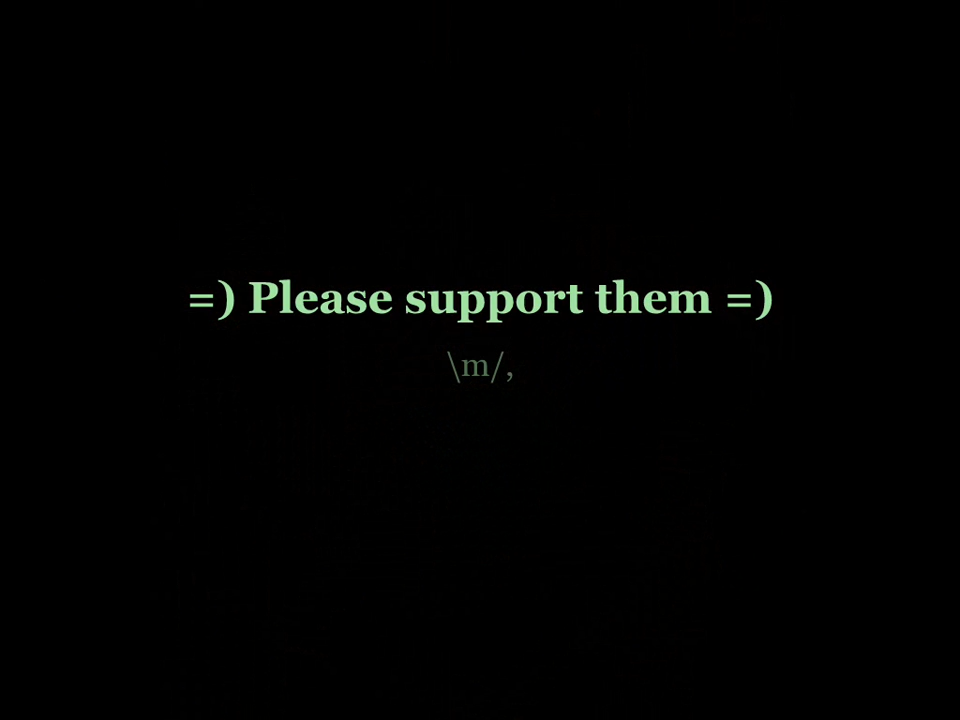 =) Please support them =)
\m/,